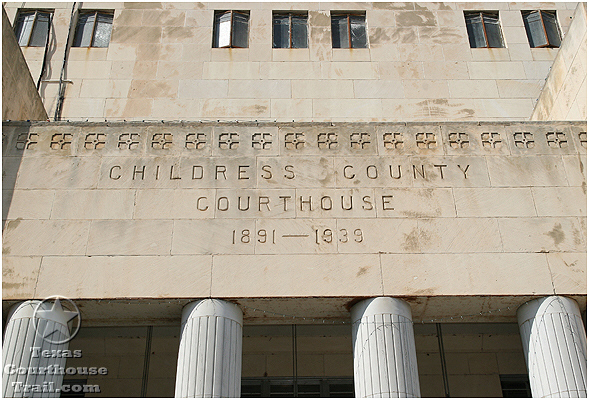 CHILDRESS COUNTY
COURTHOUSE
1891 — 1939
Texas
Courthouse
Trail.com